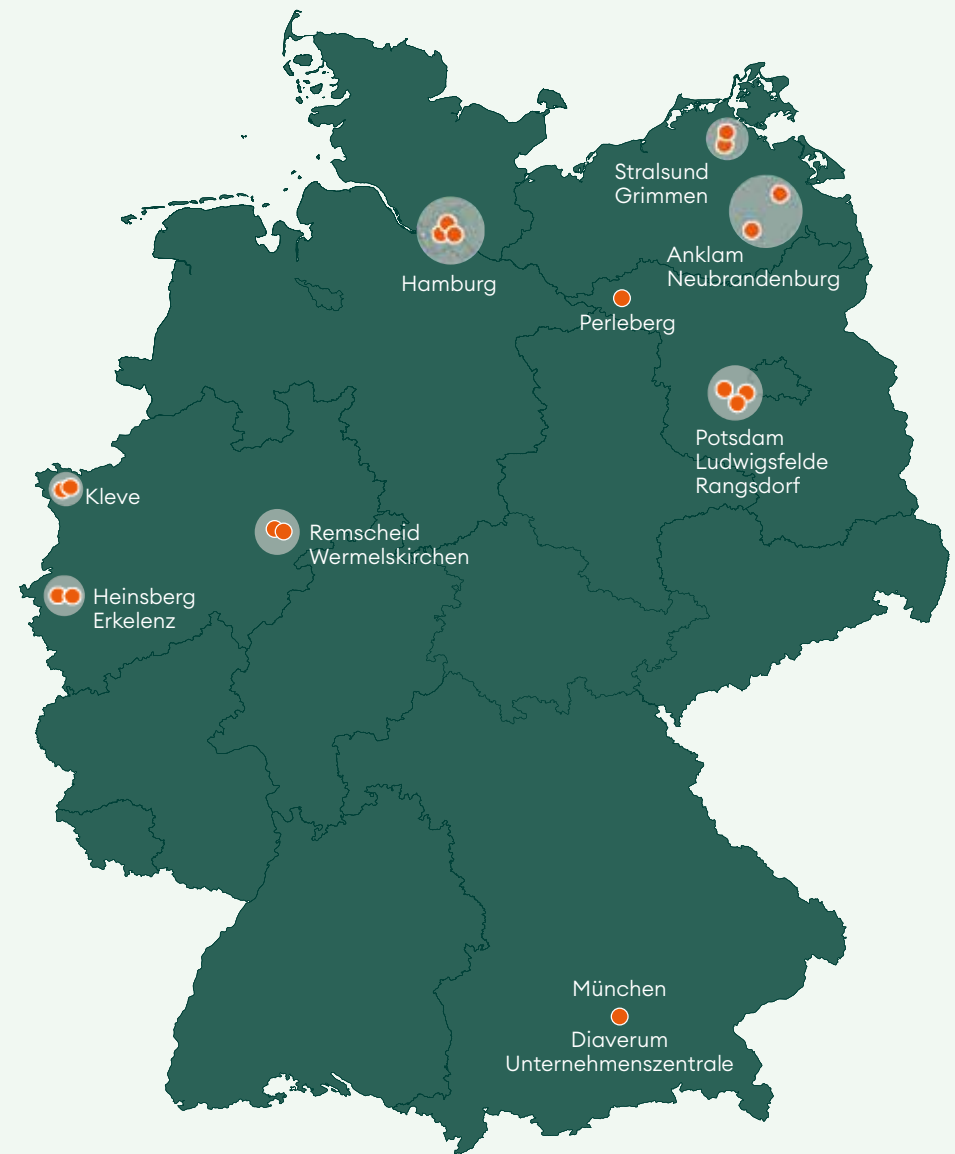 Stralsund
Grimmen
Anklam
Neubrandenburg
Hamburg
Perleberg
Potsdam
Ludwigsfelde
Rangsdorf
Kleve
Remscheid
Wermelskirchen
Heinsberg
Erkelenz
München
Diaverum
Unternehmenszentrale